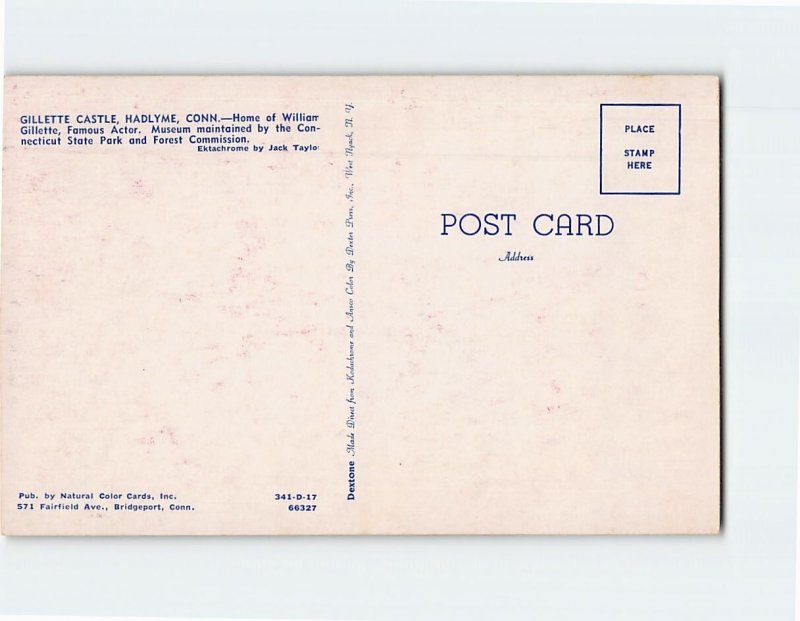 GILLETTE CASTLE, HADLYME, CONN.—Home of William
Gillette, Famous Actor. Museum maintained by the Con-
necticut State Park and Forest Commission.
Ektachrome by Jack Taylo
Pub. by Natural Color Cards, Inc.
571 Fairfield Ave., Bridgeport, Conn.
341-D-17
66327
Dextone Made Direct from Kodachrome and Ansco Color By Dexter Press, Inc., West Nyack, N. Y.
PLACE
STAMP
HERE
POST CARD
Address